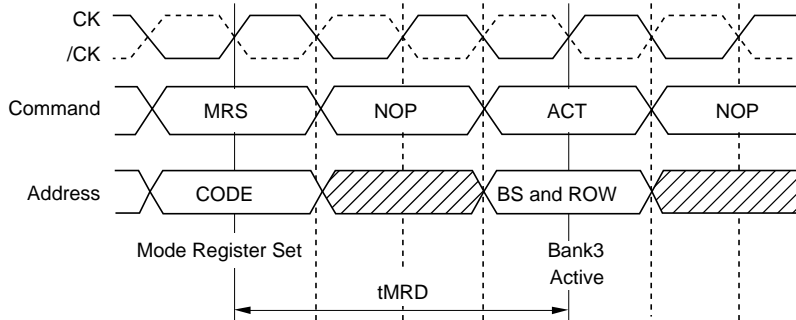 CK
/CK
Command MRS NOP ACT NOP
Address CODE BS and ROW
Mode Register Set Bank3
Active
tMRD